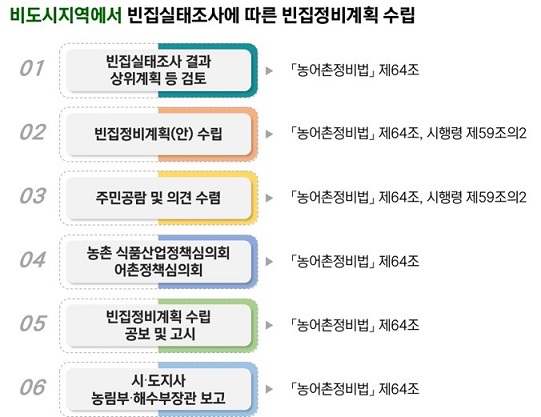 비도시지역에서 빈집실태조사에 따른 빈집정비계획 수립
01
빈집실태조사 결과
상위계획 등 검토
「농어촌정비법」 제64조
02
빈집정비계획(안) 수립
「농어촌정비법」 제64조, 시행령 제59조의2
03
주민공람 및 의견 수렴
「농어촌정비법」 제64조, 시행령 제59조의2
04
농촌 식품산업정책심의회
어촌정책심의회
「농어촌정비법」 제64조
05
빈집정비계획 수립
공보 및 고시
「농어촌정비법」 제64조
06
시·도지사
농림부·해수부장관 보고
「농어촌정비법」 제64조